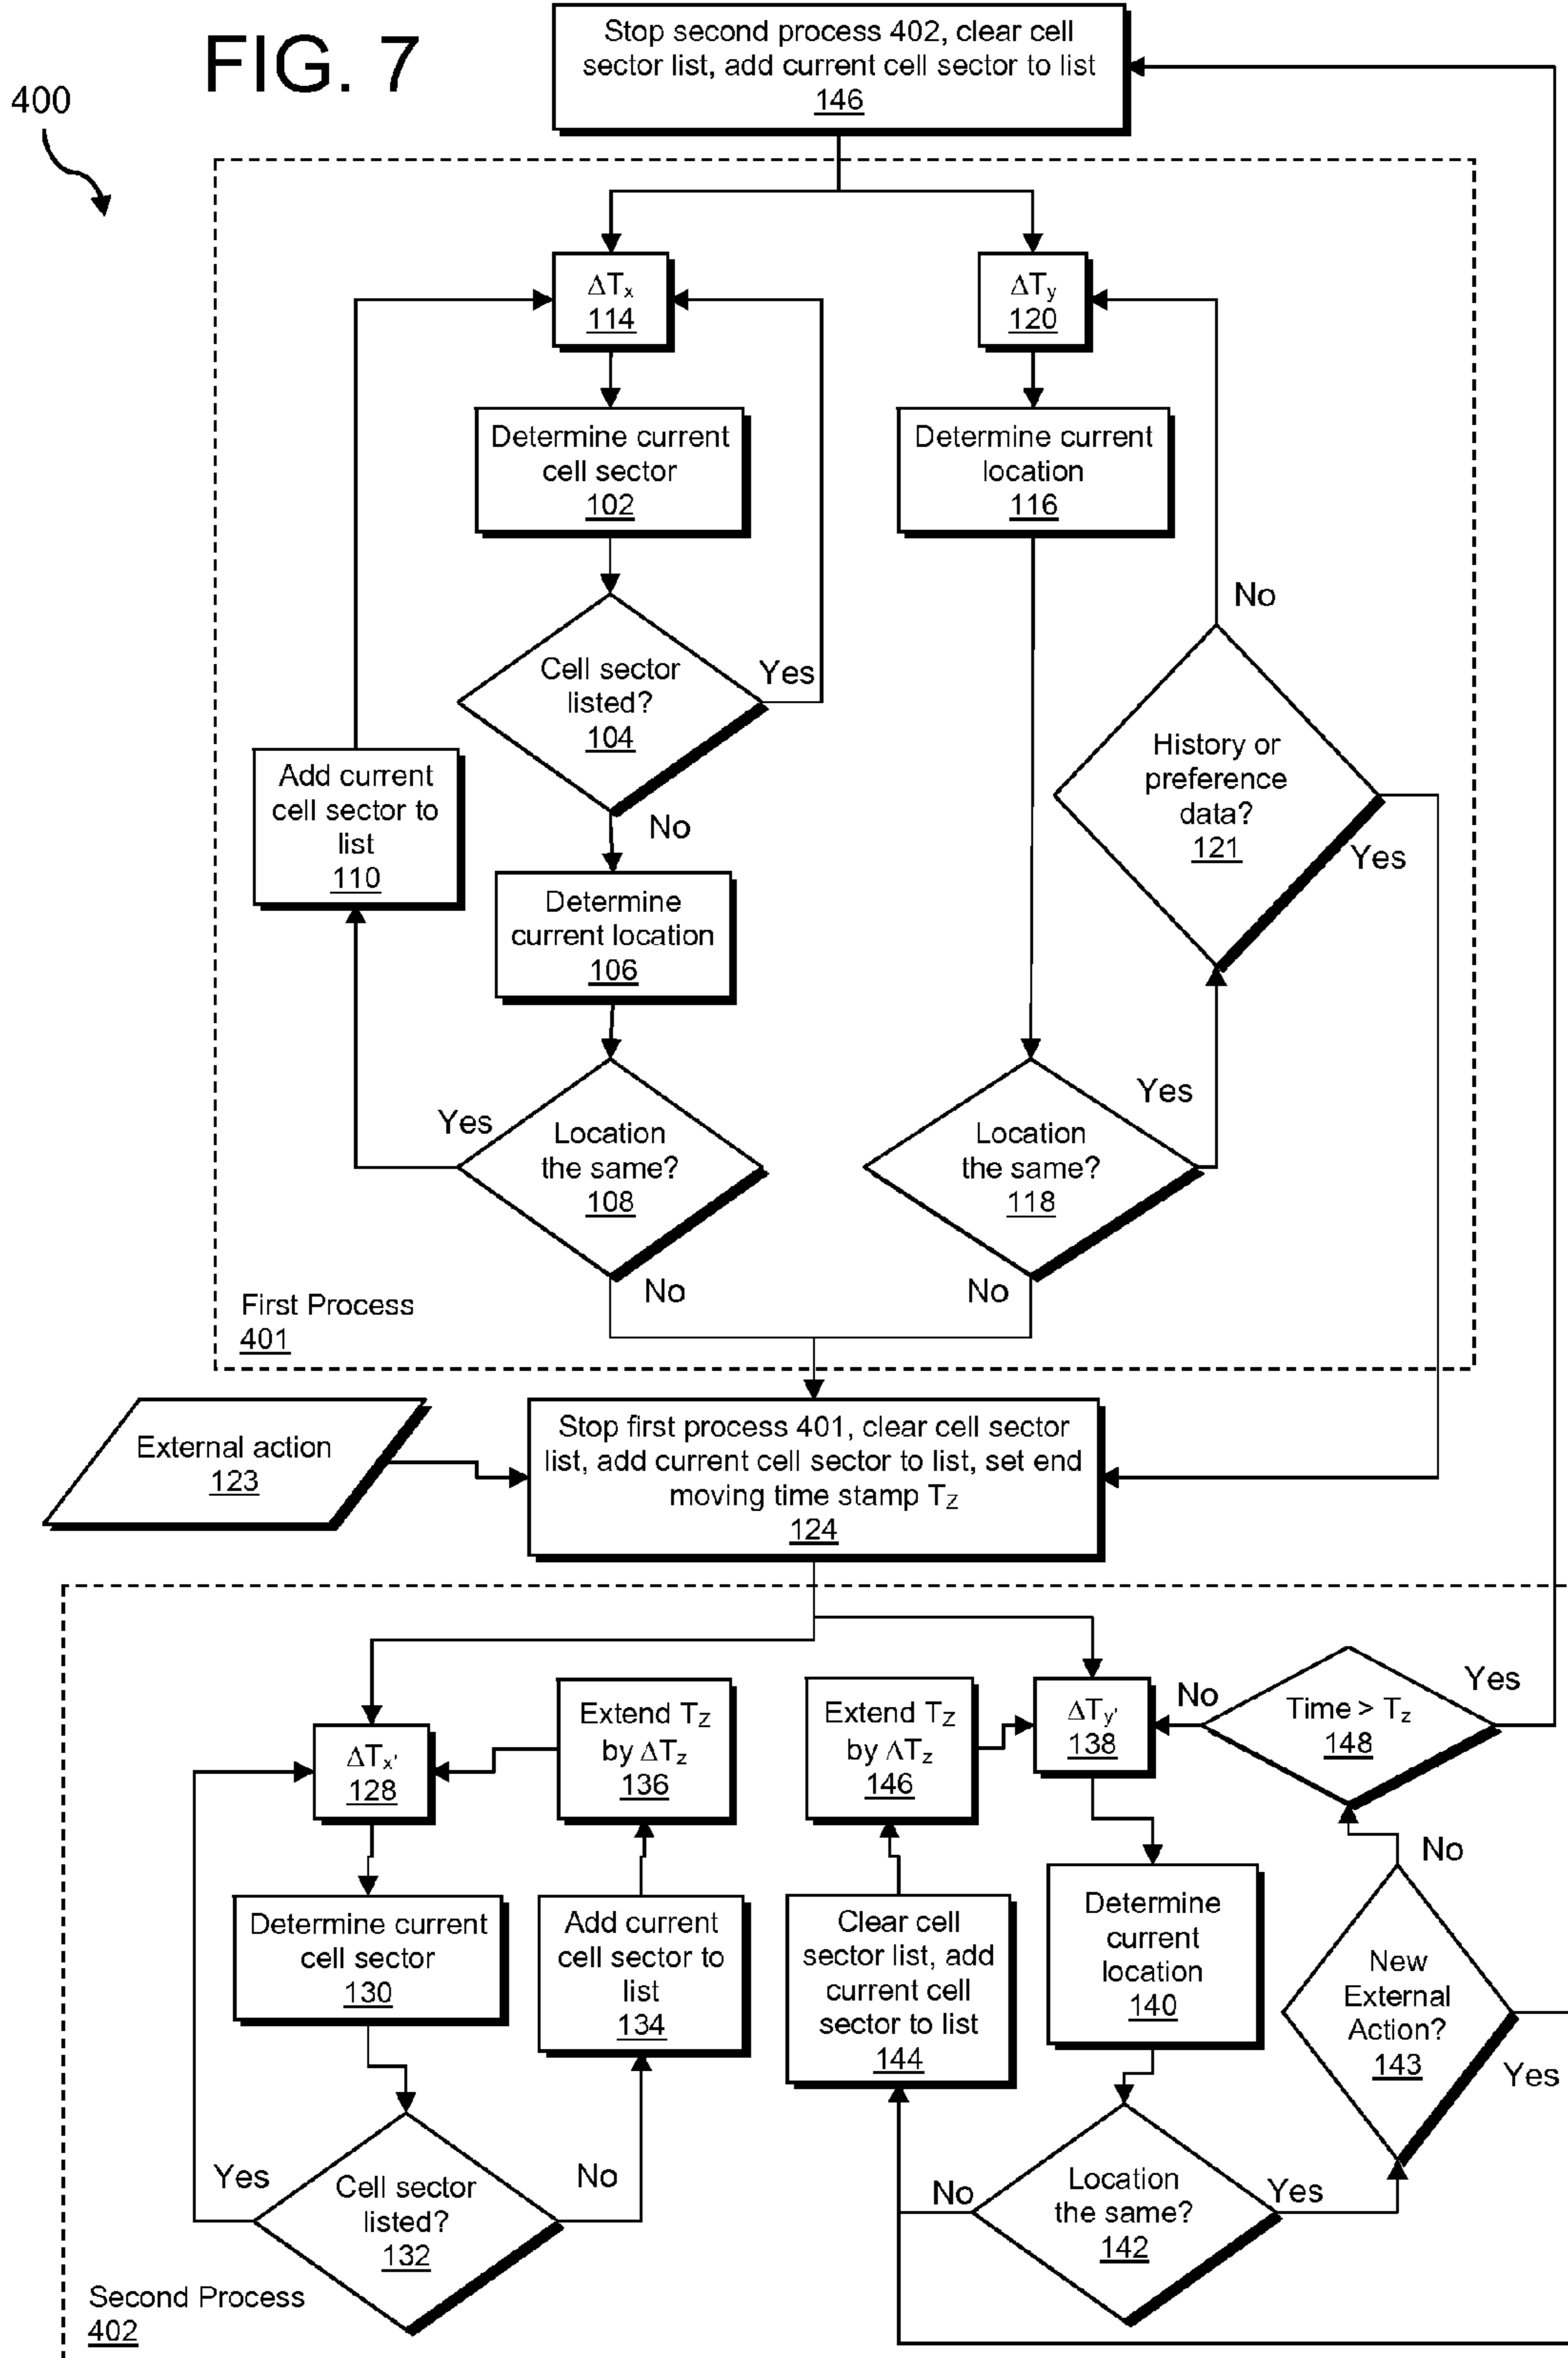 FIG. 7
400
Stop second process 402, clear cell
sector list, add current cell sector to list
146
ΔTx
114
ΔTy
120
Determine current
cell sector
102
Determine current
location
116
No
Cell sector
listed?
104
Yes
History or
preference
data?
121
Yes
Add current
cell sector to
list
110
No
Determine
current location
106
Yes
Location
the same?
108
No
Yes
Location
the same?
118
No
First Process
401
External action
123
Stop first process 401, clear cell sector
list, add current cell sector to list, set end
moving time stamp TZ
124
ΔTx'
128
Extend TZ
by ΔTz
136
Extend TZ
by ΛTz
146
ΔTy'
138
No
Time > Tz
148
Yes
No
Determine current
cell sector
130
Add current
cell sector to
list
134
Clear cell
sector list, add
current cell
sector to list
144
Determine
current
location
140
New
External
Action?
143
Yes
Yes
Cell sector
listed?
132
No
No
Location
the same?
142
Yes
Second Process
402